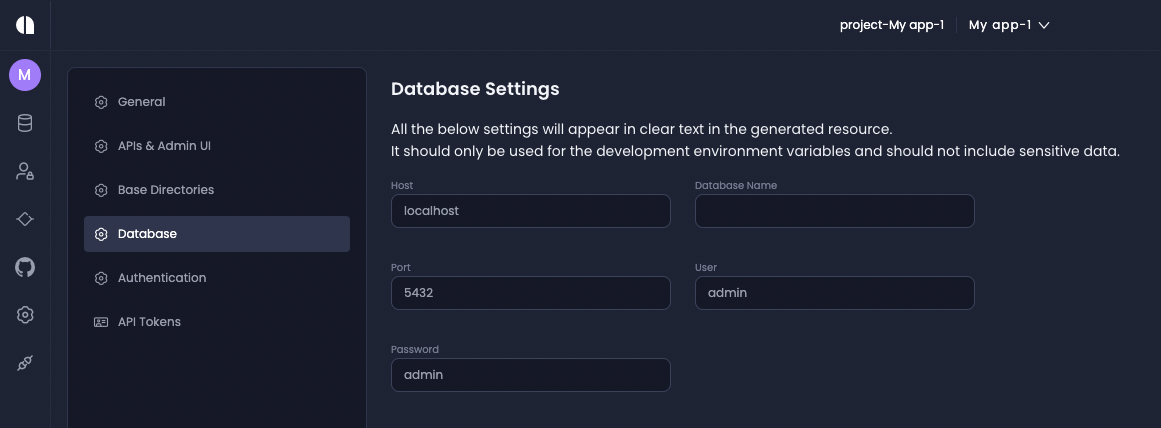 project-My app-1
My app-1
M
General
APIs & Admin UI
Base Directories
Database
Authentication
API Tokens
Database Settings
All the below settings will appear in clear text in the generated resource.
It should only be used for the development environment variables and should not include sensitive data.
Host
Database Name
localhost
Port
User
5432
admin
Password
admin